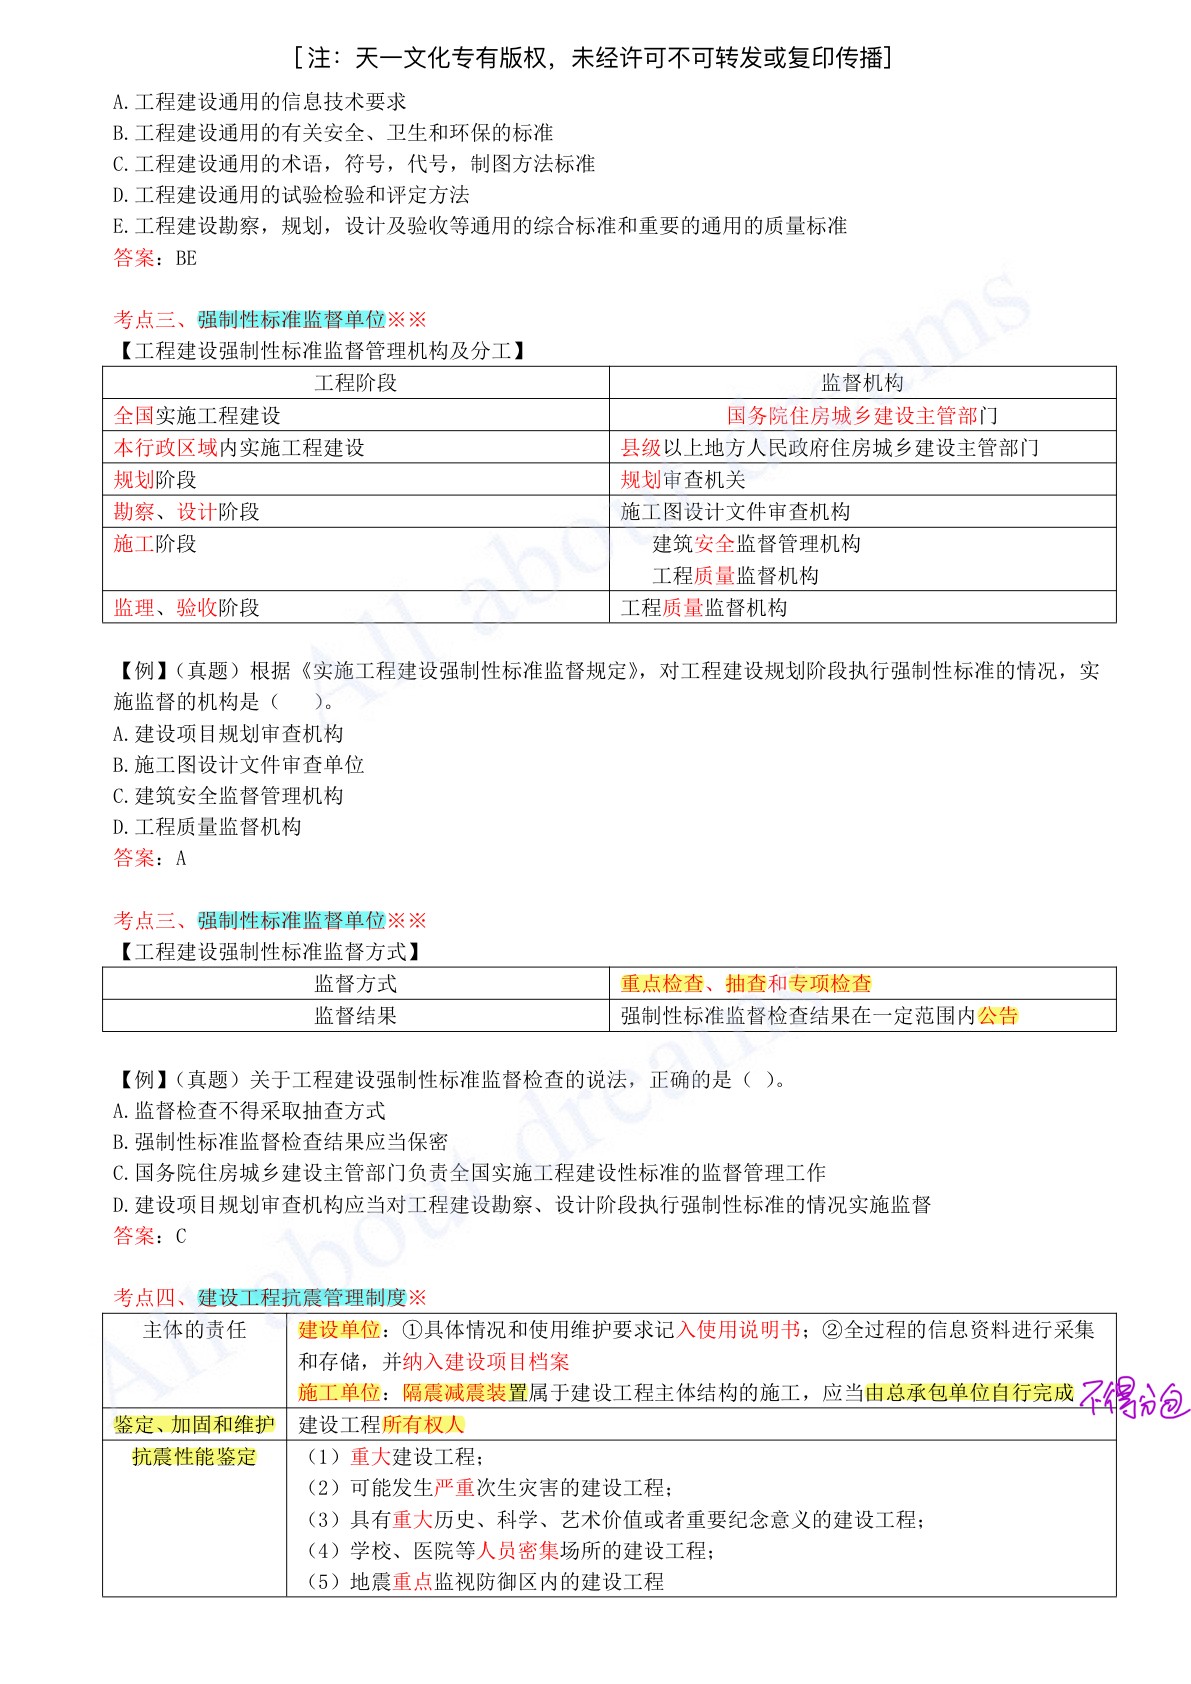 [注：天一文化专有版权，未经许可不可转发或复印传播]
A.工程建设通用的信息技术要求
B.工程建设通用的有关安全、卫生和环保的标准
C.工程建设通用的术语，符号，代号，制图方法标准
D.工程建设通用的试验检验和评定方法
E.工程建设勘察，规划，设计及验收等通用的综合标准和重要的通用的质量标准
答案：BE
考点三、强制性标准监督单位※※
【工程建设强制性标准监督管理机构及分工】
工程阶段 监督机构
全国实施工程建设 国务院住房城乡建设主管部门
本行政区域内实施工程建设 县级以上地方人民政府住房城乡建设主管部门
规划阶段 规划审查机关
勘察、设计阶段 施工图设计文件审查机构
施工阶段 建筑安全监督管理机构
工程质量监督机构
监理、验收阶段 工程质量监督机构
【例】（真题）根据《实施工程建设强制性标准监督规定》，对工程建设规划阶段执行强制性标准的情况，实
施监督的机构是（ ）。
A.建设项目规划审查机构
B.施工图设计文件审查单位
C.建筑安全监督管理机构
D.工程质量监督机构
答案：A
考点三、强制性标准监督单位※※
【工程建设强制性标准监督方式】
监督方式 重点检查、抽查和专项检查
监督结果 强制性标准监督检查结果在一定范围内公告
【例】（真题）关于工程建设强制性标准监督检查的说法，正确的是（ ）。
A.监督检查不得采取抽查方式
B.强制性标准监督检查结果应当保密
C.国务院住房城乡建设主管部门负责全国实施工程建设性标准的监督管理工作
D.建设项目规划审查机构应当对工程建设勘察、设计阶段执行强制性标准的情况实施监督
答案：C
考点四、建设工程抗震管理制度※
主体的责任 建设单位：①具体情况和使用维护要求记入使用说明书；②全过程的信息资料进行采集
和存储，并纳入建设项目档案
施工单位：隔震减震装置属于建设工程主体结构的施工，应当由总承包单位自行完成 不得分包
鉴定、加固和维护 建设工程所有权人
抗震性能鉴定 （1）重大建设工程；
（2）可能发生严重次生灾害的建设工程；
（3）具有重大历史、科学、艺术价值或者重要纪念意义的建设工程；
（4）学校、医院等人员密集场所的建设工程；
（5）地震重点监视防御区内的建设工程
All about dreams
All about dreams